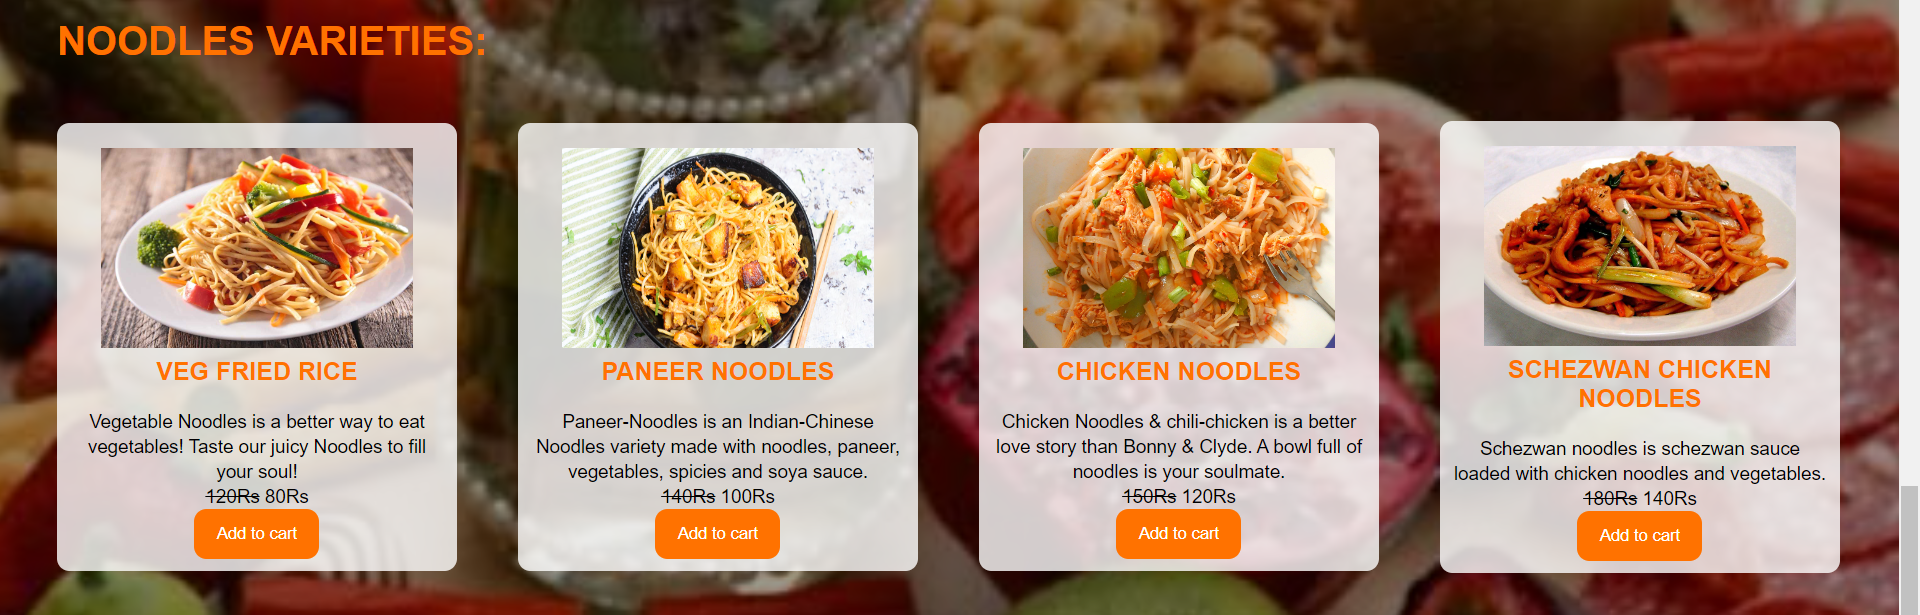 NOODLES VARIETIES:
VEG FRIED RICE
Vegetable Noodles is a better way to eat
vegetables! Taste our juicy Noodles to fill
your soul!
120Rs 80Rs
Add to cart
PANEER NOODLES
Paneer-Noodles is an Indian-Chinese
Noodles variety made with noodles, paneer,
vegetables, spicies and soya sauce.
140Rs 100Rs
Add to cart
CHICKEN NOODLES
Chicken Noodles & chili-chicken is a better
love story than Bonny & Clyde. A bowl full of
noodles is your soulmate.
150Rs 120Rs
Add to cart
SCHEZWAN CHICKEN
NOODLES
Schezwan noodles is schezwan sauce
loaded with chicken noodles and vegetables.
180Rs 140Rs
Add to cart